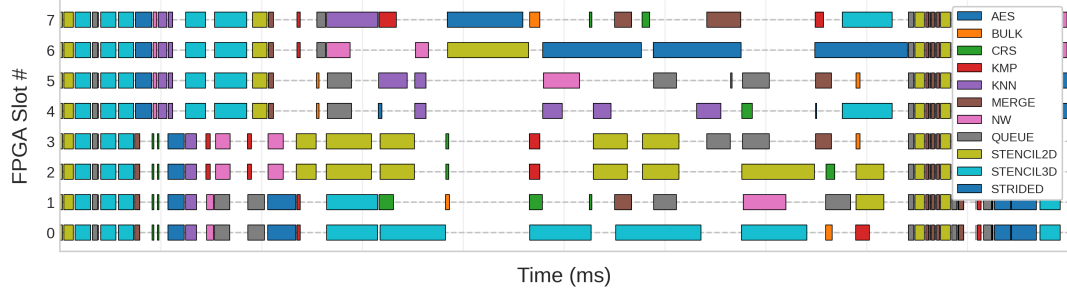 FPGA Slot #
7
6
5
4
3
2
1
0
Time (ms)
AES
BULK
CRS
KMP
KNN
MERGE
NW
QUEUE
STENCIL2D
STENCIL3D
STRIDED